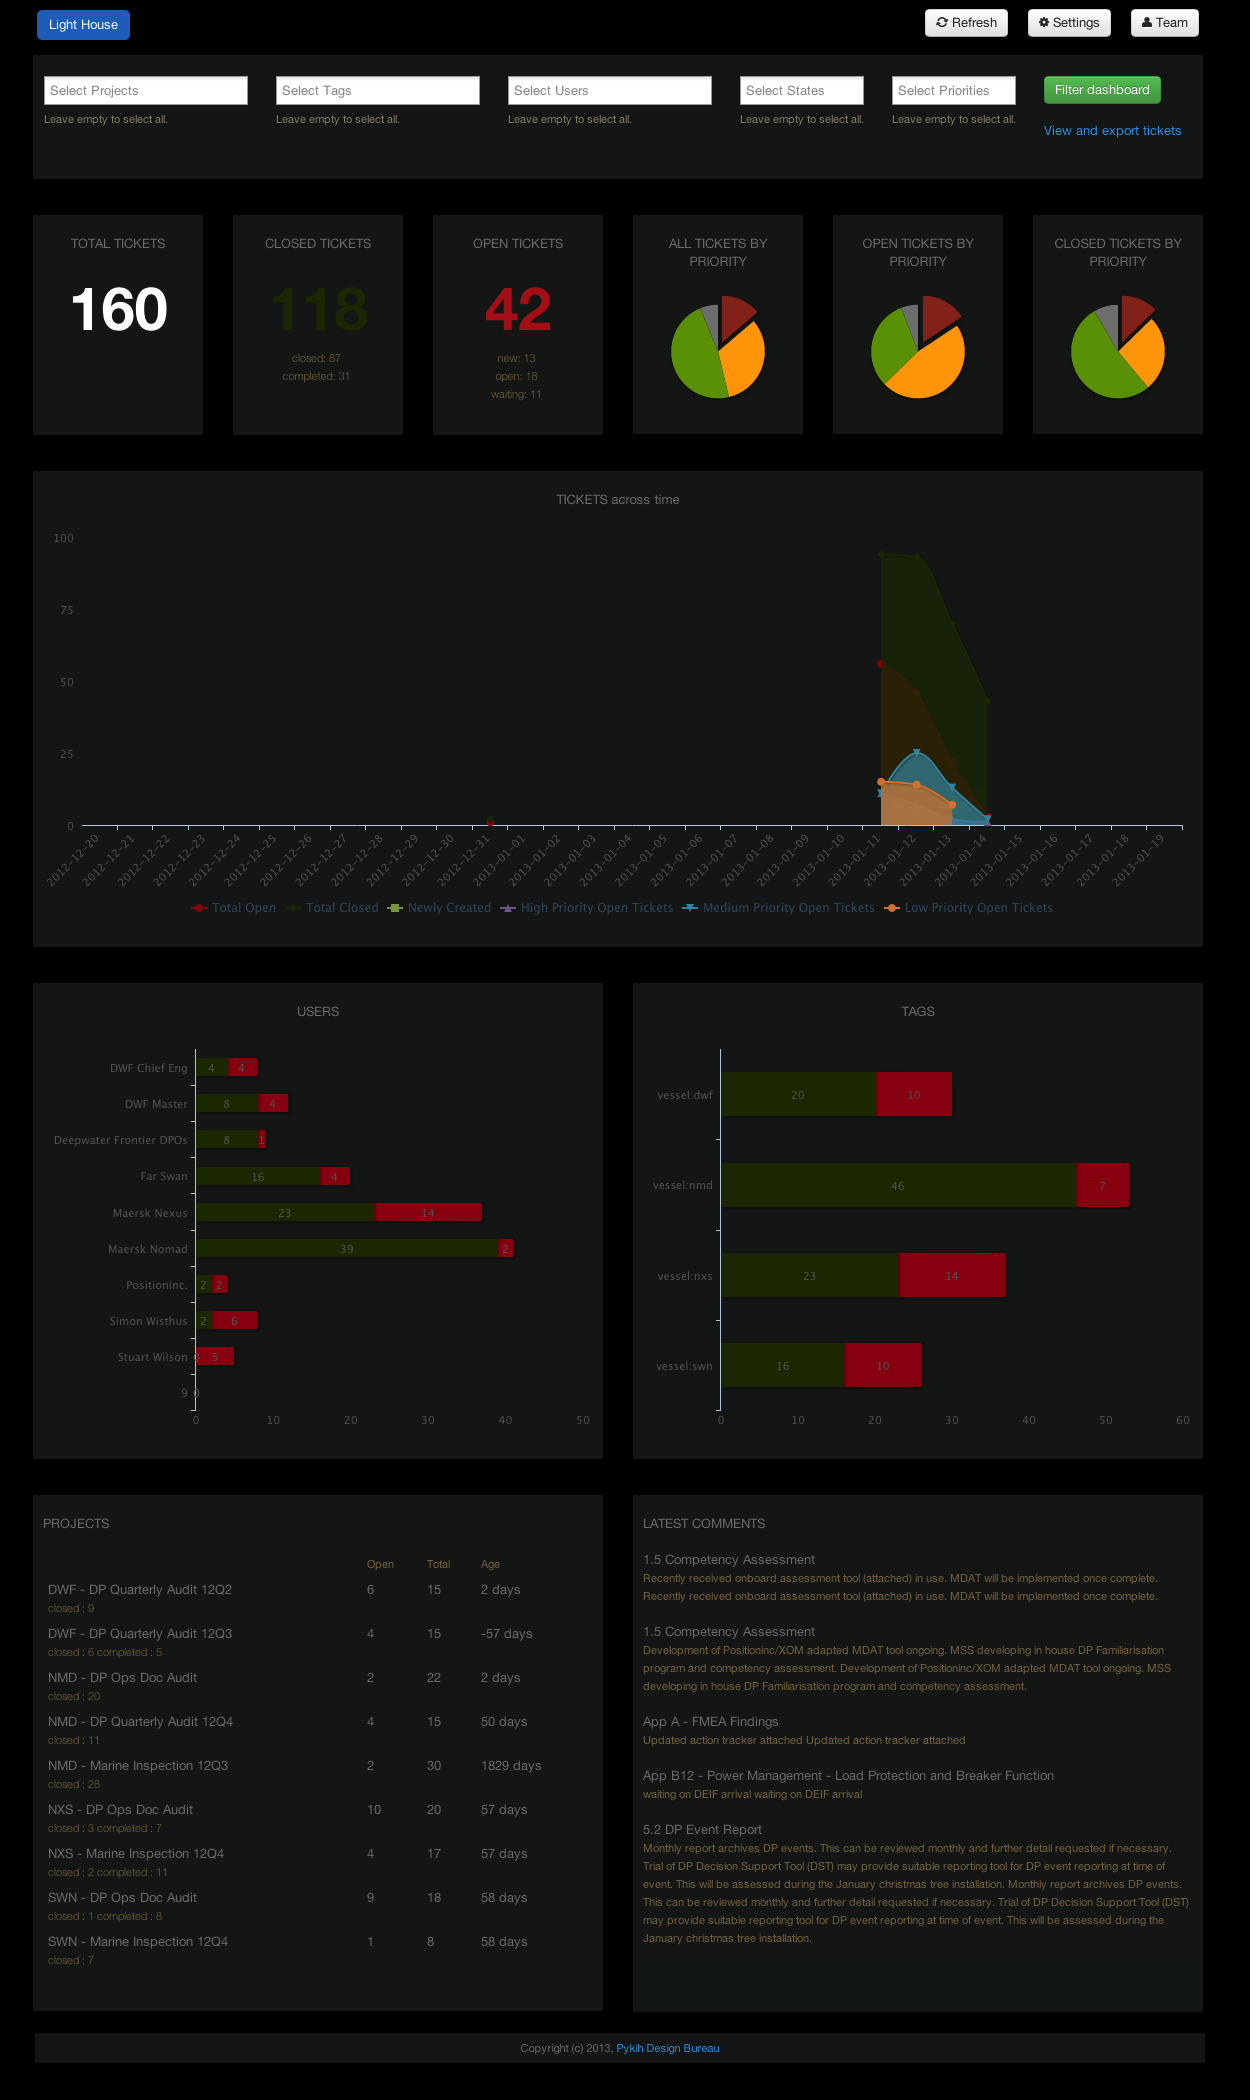 Light House
Refresh Settings Team
Select Projects Select Tags Select Users Select States Select Priorities Filter dashboard
Leave empty to select all. Leave empty to select all. Leave empty to select all. Leave empty to select all. Leave empty to select all.
View and export tickets
TOTAL TICKETS
160
CLOSED TICKETS
118
closed: 87
completed: 31
OPEN TICKETS
42
new: 13
open: 18
waiting: 11
ALL TICKETS BY
PRIORITY
OPEN TICKETS BY
PRIORITY
CLOSED TICKETS BY
PRIORITY
TICKETS across time
100
75
50
25
0
2012-12-20 2012-12-21 2012-12-22 2012-12-23 2012-12-24 2012-12-25 2012-12-26 2012-12-27 2012-12-28 2012-12-29 2012-12-30 2012-12-31 2013-01-01 2013-01-02 2013-01-03 2013-01-04 2013-01-05 2013-01-06 2013-01-07 2013-01-08 2013-01-09 2013-01-10 2013-01-11 2013-01-12 2013-01-13 2013-01-14 2013-01-15 2013-01-16 2013-01-17 2013-01-18 2013-01-19
Total Open Total Closed Newly Created High Priority Open Tickets Medium Priority Open Tickets Low Priority Open Tickets
USERS
DWF Chief Eng 4 4
DWF Master 8 4
Deepwater Frontier DPOs 8 1
Far Swan 16 4
Maersk Nexus 23 14
Maersk Nomad 39 2
Positioninc. 2 2
Simon Wisthus 2 6
Stuart Wilson 0 5
9 0
0 10 20 30 40 50
TAGS
vessel:dwf 20 10
vessel:nmd 46 7
vessel:nxs 23 14
vessel:swn 16 10
0 10 20 30 40 50 60
PROJECTS
Open Total Age
DWF - DP Quarterly Audit 12Q2 6 15 2 days
closed : 9
DWF - DP Quarterly Audit 12Q3 4 15 -57 days
closed : 6 completed : 5
NMD - DP Ops Doc Audit 2 22 2 days
closed : 20
NMD - DP Quarterly Audit 12Q4 4 15 50 days
closed : 11
NMD - Marine Inspection 12Q3 2 30 1829 days
closed : 28
NXS - DP Ops Doc Audit 10 20 57 days
closed : 3 completed : 7
NXS - Marine Inspection 12Q4 4 17 57 days
closed : 2 completed : 11
SWN - DP Ops Doc Audit 9 18 58 days
closed : 1 completed : 8
SWN - Marine Inspection 12Q4 1 8 58 days
closed : 7
LATEST COMMENTS
1.5 Competency Assessment
Recently received onboard assessment tool (attached) in use. MDAT will be implemented once complete.
Recently received onboard assessment tool (attached) in use. MDAT will be implemented once complete.
1.5 Competency Assessment
Development of Positioninc/XOM adapted MDAT tool ongoing. MSS developing in house DP Familiarisation
program and competency assessment. Development of Positioninc/XOM adapted MDAT tool ongoing. MSS
developing in house DP Familiarisation program and competency assessment.
App A - FMEA Findings
Updated action tracker attached Updated action tracker attached
App B12 - Power Management - Load Protection and Breaker Function
waiting on DEIF arrival waiting on DEIF arrival
5.2 DP Event Report
Monthly report archives DP events. This can be reviewed monthly and further detail requested if necessary.
Trial of DP Decision Support Tool (DST) may provide suitable reporting tool for DP event reporting at time of
event. This will be assessed during the January christmas tree installation. Monthly report archives DP events.
This can be reviewed monthly and further detail requested if necessary. Trial of DP Decision Support Tool (DST)
may provide suitable reporting tool for DP event reporting at time of event. This will be assessed during the
January christmas tree installation.
Copyright (c) 2013, Pykih Design Bureau